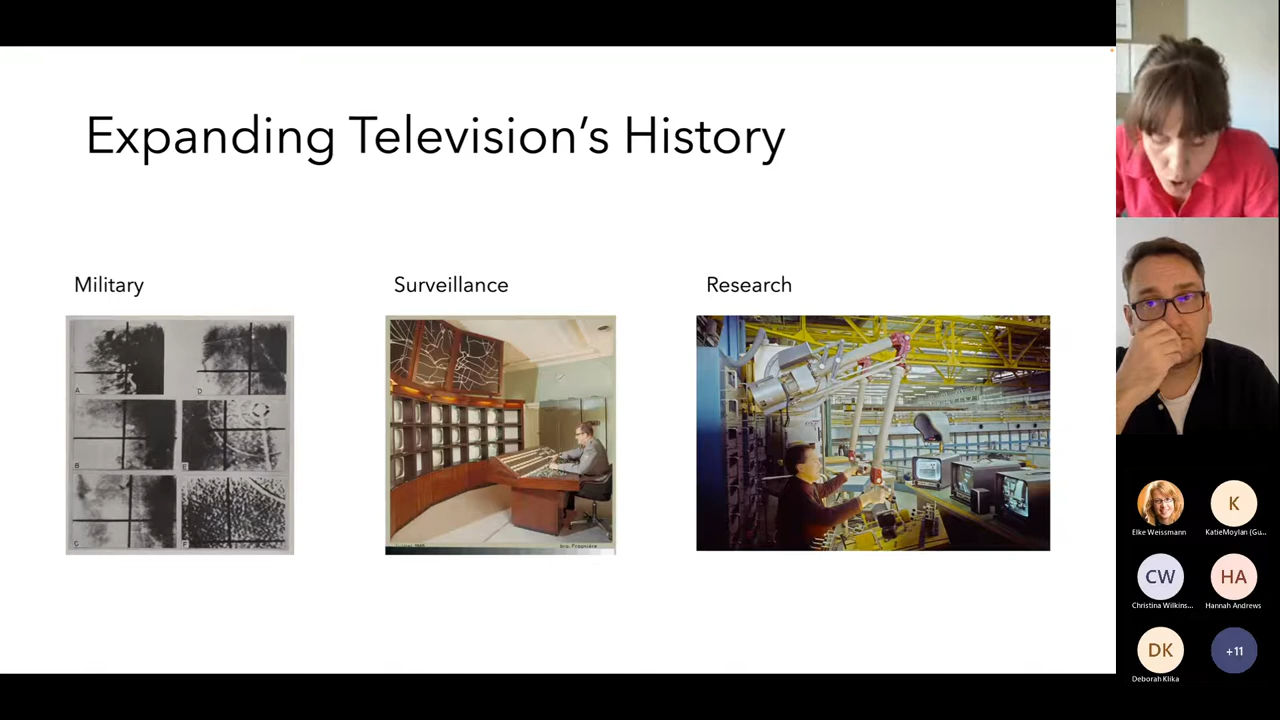 Expanding Television’s History
Military
Surveillance
Research
A
D
B
E
C
F
Elke Weissmann
K
KatieMoylan (Gu...
CW
Christina Wilkins...
HA
Hannah Andrews
DK
Deborah Klika
+11